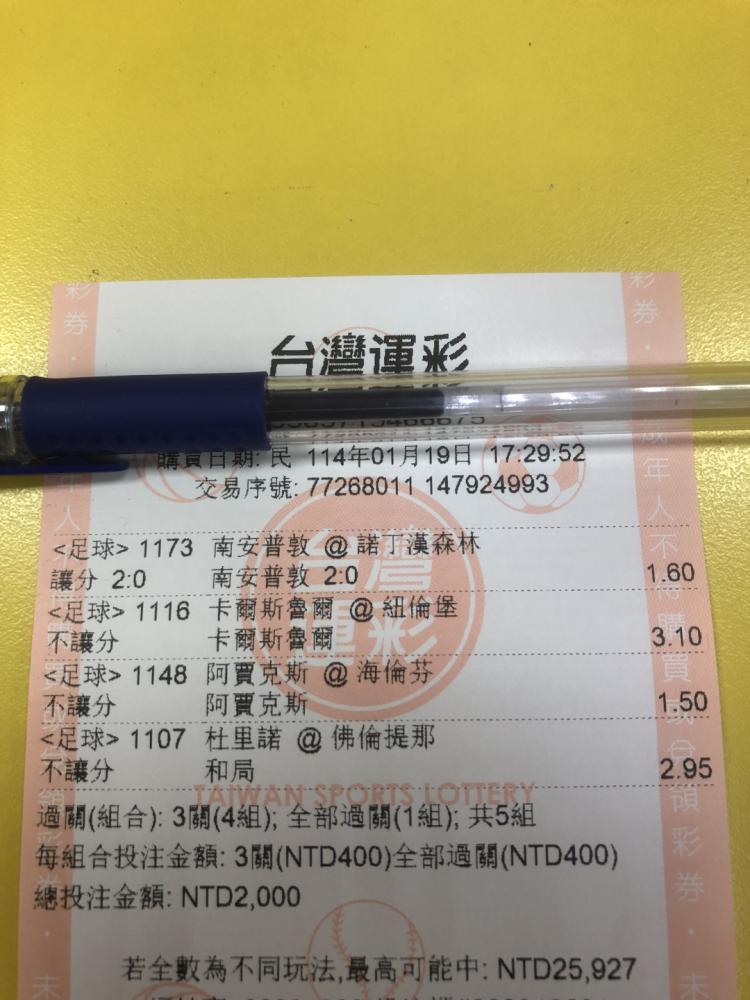 台灣運彩
購買日期: 民 114年01月19日 17:29:52
交易序號: 77268011 147924993
<足球> 1173 南安普敦 @ 諾丁漢森林
讓分 2:0 南安普敦 2:0 1.60
<足球> 1116 卡爾斯魯爾 @ 紐倫堡
不讓分 卡爾斯魯爾 3.10
<足球> 1148 阿賈克斯 @ 海倫芬
不讓分 阿賈克斯 1.50
<足球> 1107 杜里諾 @ 佛倫提那
不讓分 和局 2.95
TAIWAN SPORTS LOTTERY
過關(組合): 3關(4組); 全部過關(1組); 共5組
每組合投注金額: 3關(NTD400)全部過關(NTD400)
總投注金額: NTD2,000
若全數為不同玩法,最高可能中: NTD25,927
台灣運彩
彩券
彩券